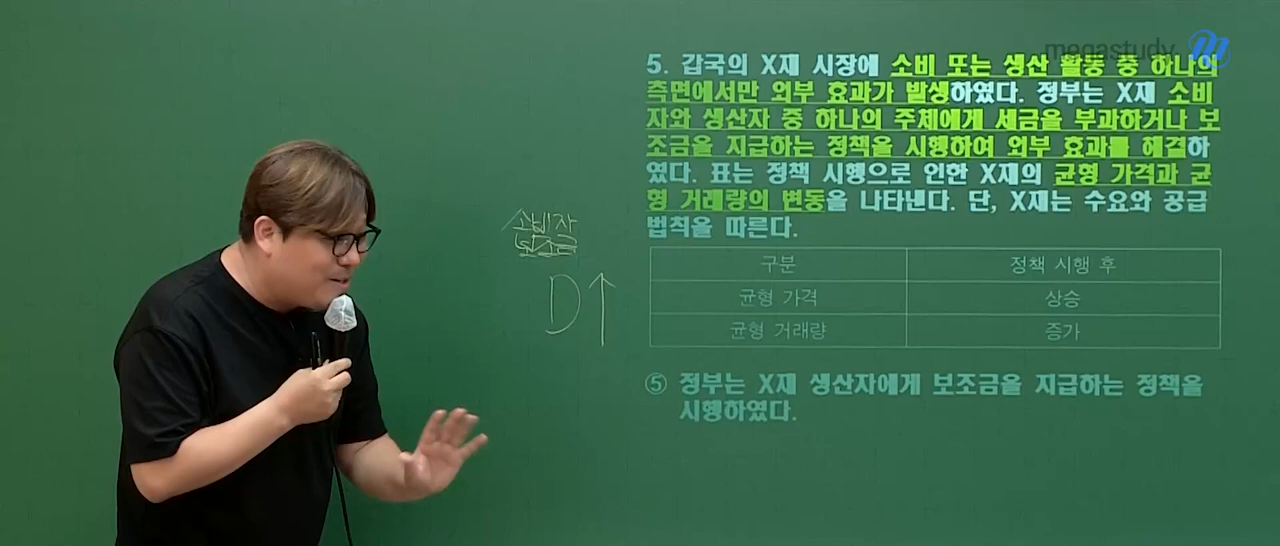 megastudy
5. 갑국의 X재 시장에 소비 또는 생산 활동 중 하나의
측면에서만 외부 효과가 발생하였다. 정부는 X재 소비
자와 생산자 중 하나의 주체에게 세금을 부과하거나 보
조금을 지급하는 정책을 시행하여 외부 효과를 해결하
였다. 표는 정책 시행으로 인한 X재의 균형 가격과 균
형 거래량의 변동을 나타낸다. 단, X재는 수요와 공급
법칙을 따른다.
소비자
보조금
D↑
구분 정책 시행 후
균형 가격 상승
균형 거래량 증가
⑤ 정부는 X재 생산자에게 보조금을 지급하는 정책을
시행하였다.